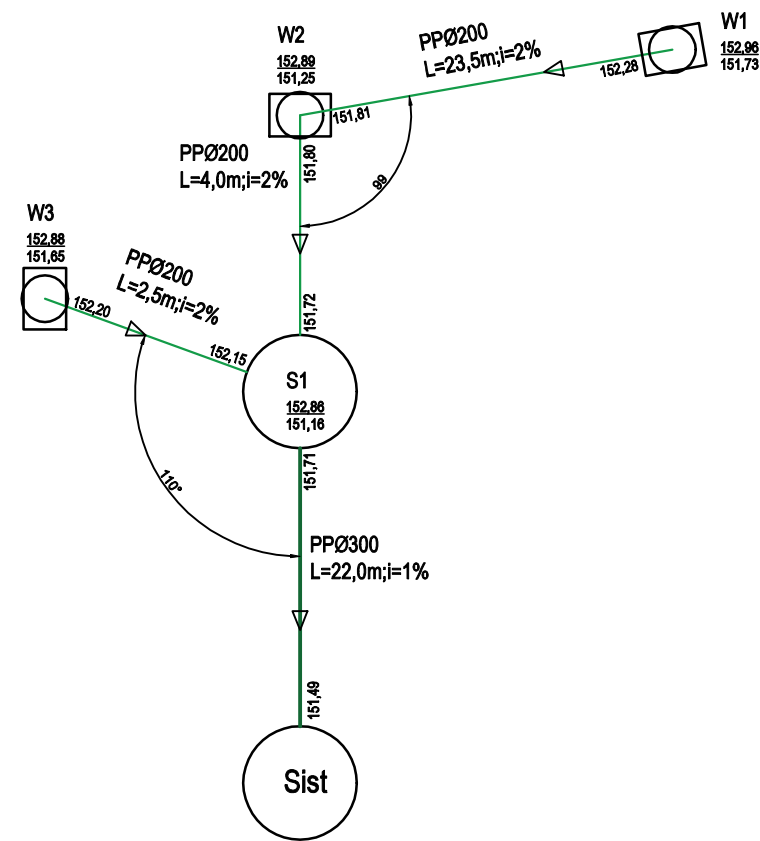 W1
152,96
151,73
PPØ200
L=23,5m;i=2%
152,28
W2
152,89
151,25
151,81
PPØ200
L=4,0m;i=2%
151,80
99
W3
152,88
151,65
PPØ200
L=2,5m;i=2%
152,20
152,15
151,72
S1
152,86
151,16
151,71
110°
PPØ300
L=22,0m;i=1%
151,49
Sist